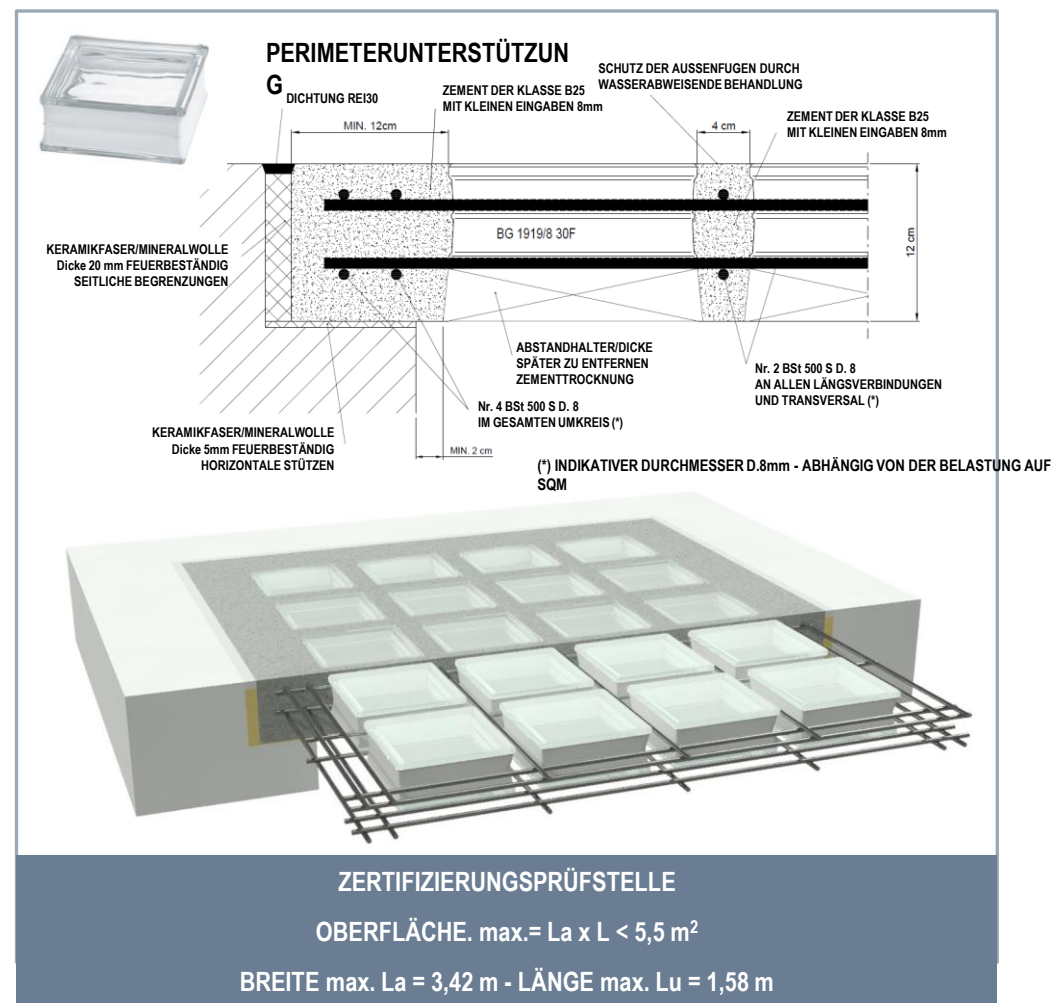 PERIMETERUNTERSTÜTZUN
G
DICHTUNG REI30
ZEMENT DER KLASSE B25
MIT KLEINEN EINGABEN 8mm
SCHUTZ DER AUSSENFUGEN DURCH
WASSERABWEISENDE BEHANDLUNG
ZEMENT DER KLASSE B25
MIT KLEINEN EINGABEN 8mm
MIN. 12cm
4 cm
BG 1919/8 30F
12 cm
KERAMIKFASER/MINERALWOLLE
Dicke 20 mm FEUERBESTÄNDIG
SEITLICHE BEGRENZUNGEN
ABSTANDHALTER/DICKE
SPÄTER ZU ENTFERNEN
ZEMENTTROCKNUNG
Nr. 2 BSt 500 S D. 8
AN ALLEN LÄNGSVERBINDUNGEN
UND TRANSVERSAL (*)
Nr. 4 BSt 500 S D. 8
IM GESAMTEN UMKREIS (*)
KERAMIKFASER/MINERALWOLLE
Dicke 5mm FEUERBESTÄNDIG
HORIZONTALE STÜTZEN
MIN. 2 cm
(*) INDIKATIVER DURCHMESSER D.8mm - ABHÄNGIG VON DER BELASTUNG AUF
SQM
ZERTIFIZIERUNGSPRÜFSTELLE
OBERFLÄCHE. max.= La x L < 5,5 m²
BREITE max. La = 3,42 m - LÄNGE max. Lu = 1,58 m